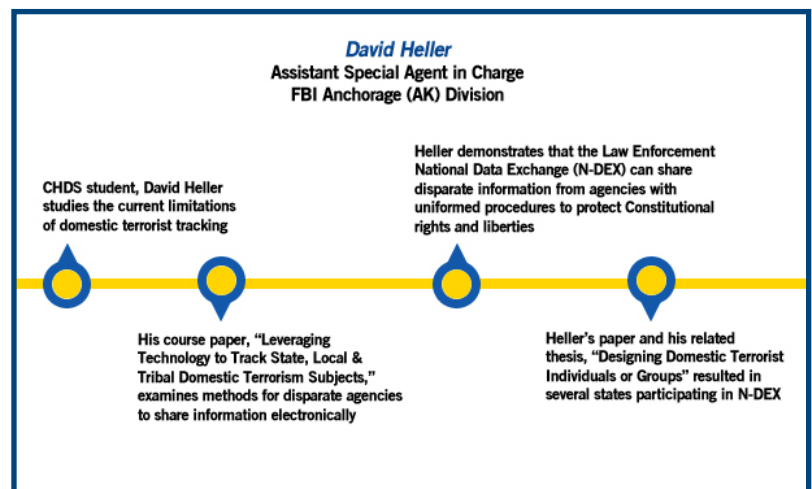 David Heller
Assistant Special Agent in Charge
FBI Anchorage (AK) Division
CHDS student, David Heller
studies the current limitations
of domestic terrorist tracking
His course paper, “Leveraging
Technology to Track State, Local &
Tribal Domestic Terrorism Subjects,”
examines methods for disparate agencies
to share information electronically
Heller demonstrates that the Law Enforcement
National Data Exchange (N-DEX) can share
disparate information from agencies with
uniformed procedures to protect Constitutional
rights and liberties
Heller’s paper and his related
thesis, “Designing Domestic Terrorist
Individuals or Groups” resulted in
several states participating in N-DEX